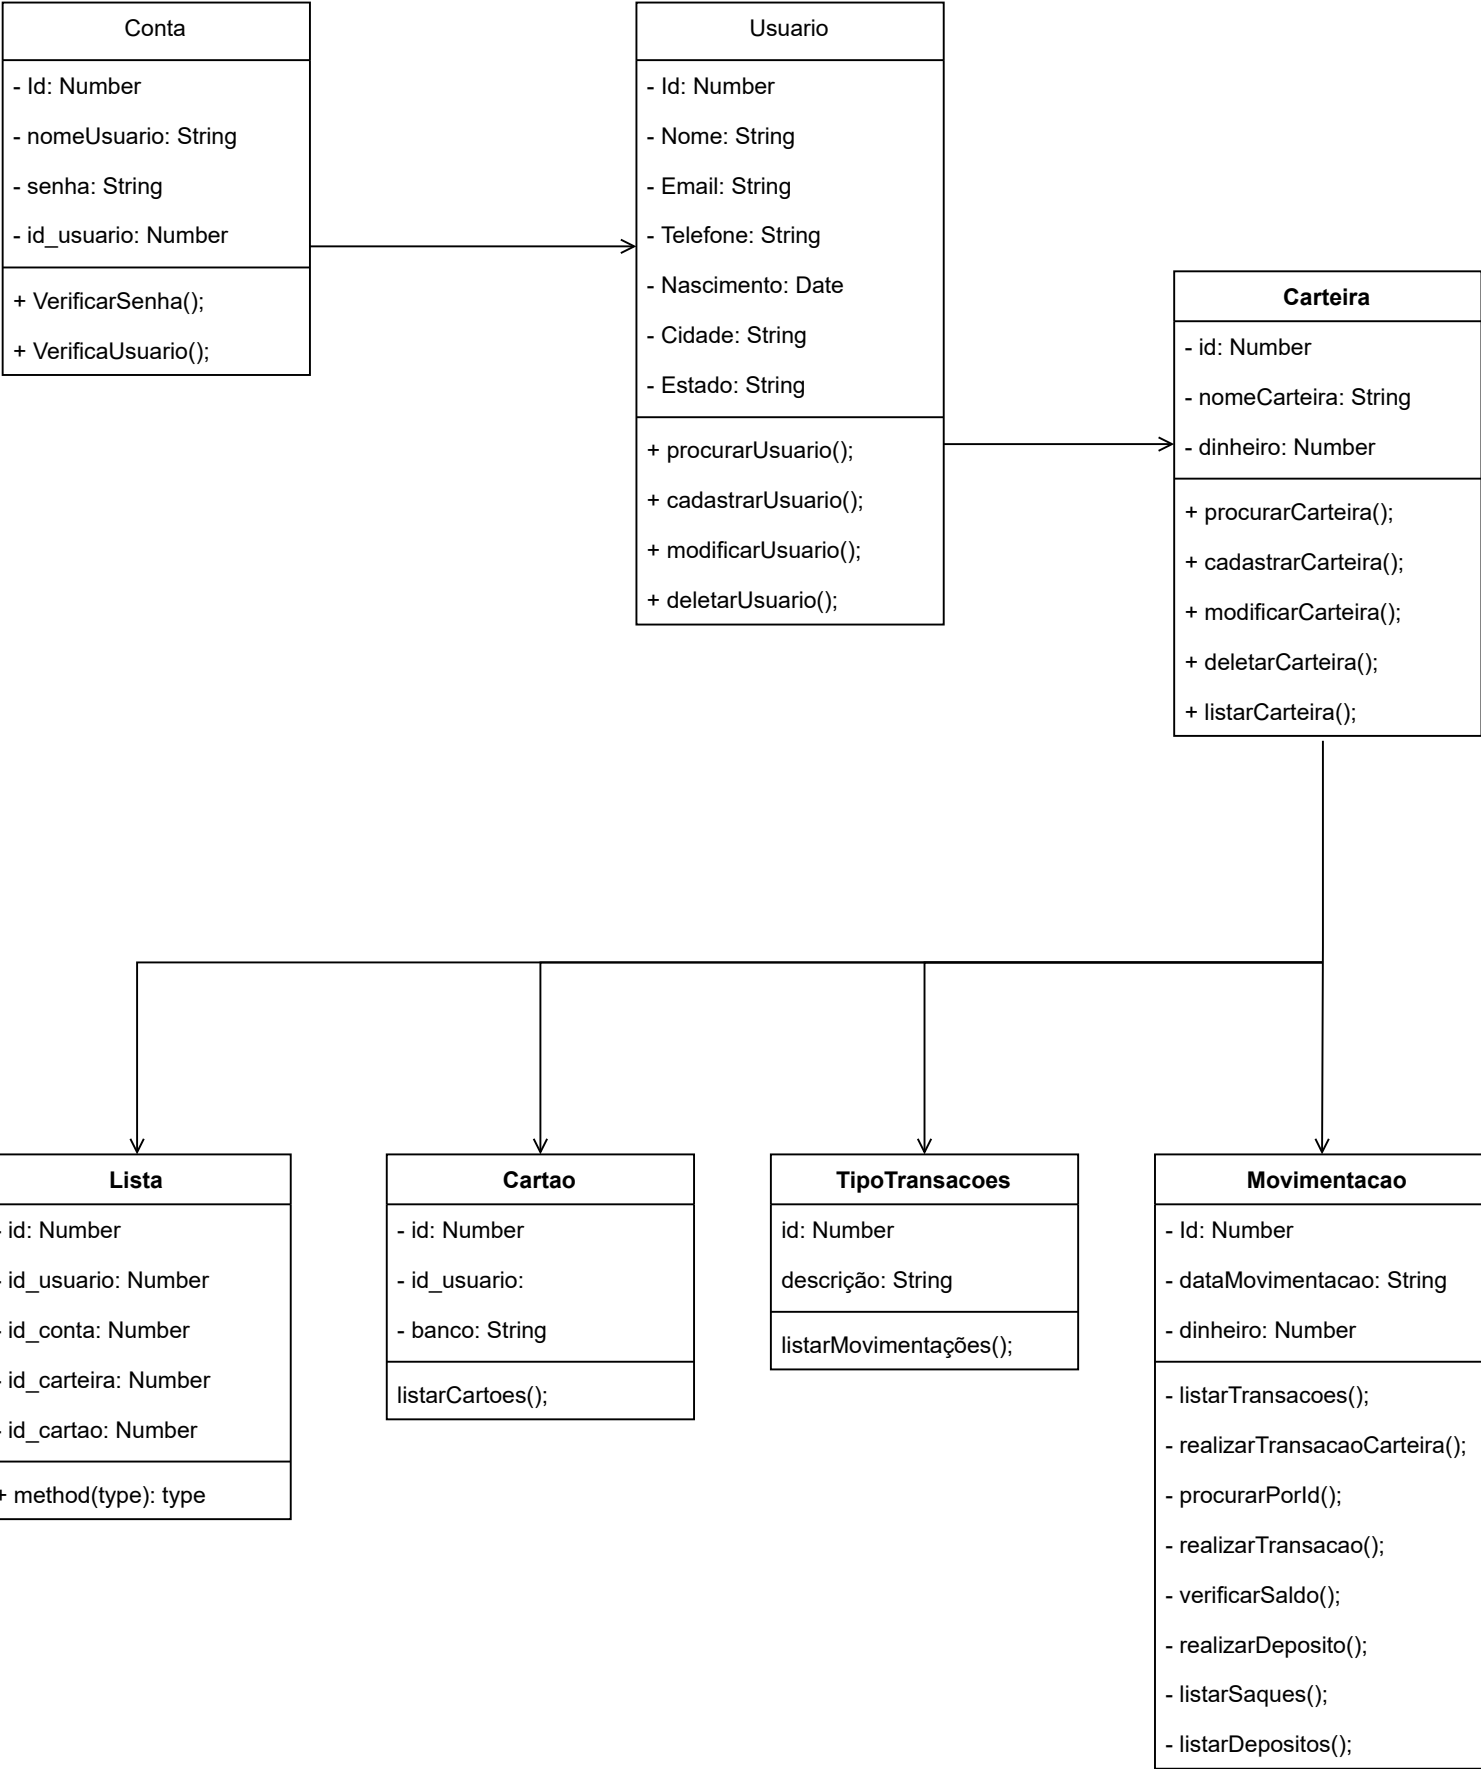 Conta
- Id: Number
- nomeUsuario: String
- senha: String
- id_usuario: Number
+ VerificarSenha();
+ VerificaUsuario();
Usuario
- Id: Number
- Nome: String
- Email: String
- Telefone: String
- Nascimento: Date
- Cidade: String
- Estado: String
+ procurarUsuario();
+ cadastrarUsuario();
+ modificarUsuario();
+ deletarUsuario();
Carteira
- id: Number
- nomeCarteira: String
- dinheiro: Number
+ procurarCarteira();
+ cadastrarCarteira();
+ modificarCarteira();
+ deletarCarteira();
+ listarCarteira();
Lista
- id: Number
- id_usuario: Number
- id_conta: Number
- id_carteira: Number
- id_cartao: Number
+ method(type): type
Cartao
- id: Number
- id_usuario:
- banco: String
listarCartoes();
TipoTransacoes
id: Number
descrição: String
listarMovimentações();
Movimentacao
- Id: Number
- dataMovimentacao: String
- dinheiro: Number
- listarTransacoes();
- realizarTransacaoCarteira();
- procurarPorId();
- realizarTransacao();
- verificarSaldo();
- realizarDeposito();
- listarSaques();
- listarDepositos();